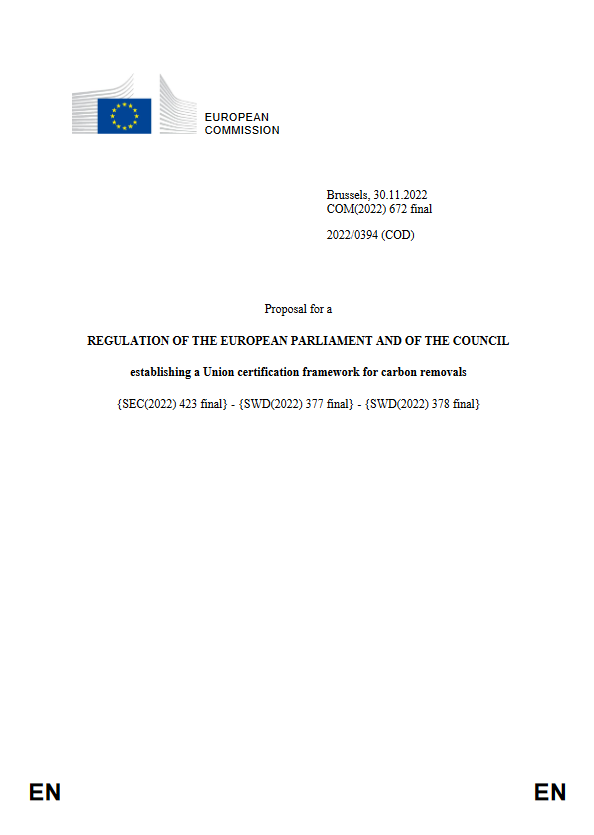 EUROPEAN
COMMISSION
Brussels, 30.11.2022
COM(2022) 672 final
2022/0394 (COD)
Proposal for a
REGULATION OF THE EUROPEAN PARLIAMENT AND OF THE COUNCIL
establishing a Union certification framework for carbon removals
{SEC(2022) 423 final} - {SWD(2022) 377 final} - {SWD(2022) 378 final}
EN EN